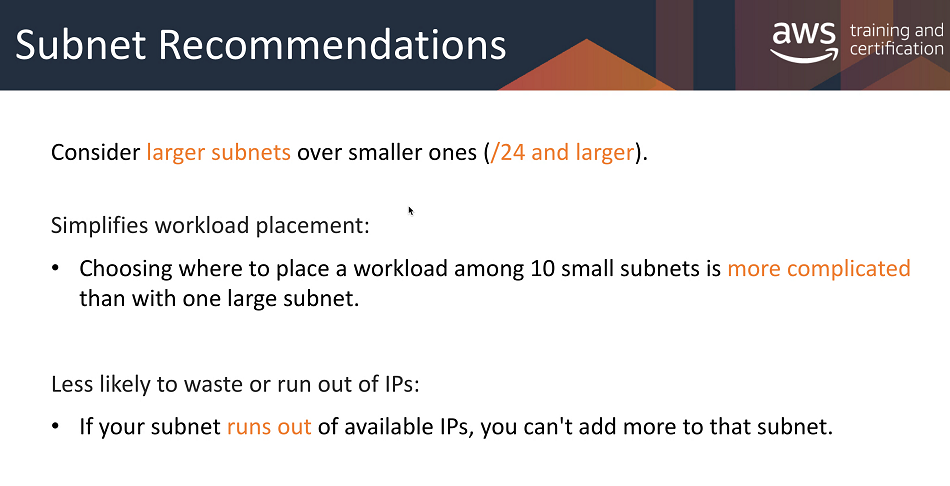 Subnet Recommendations
aws training and
certification
Consider larger subnets over smaller ones (/24 and larger).
Simplifies workload placement:
• Choosing where to place a workload among 10 small subnets is more complicated
than with one large subnet.
Less likely to waste or run out of IPs:
• If your subnet runs out of available IPs, you can't add more to that subnet.